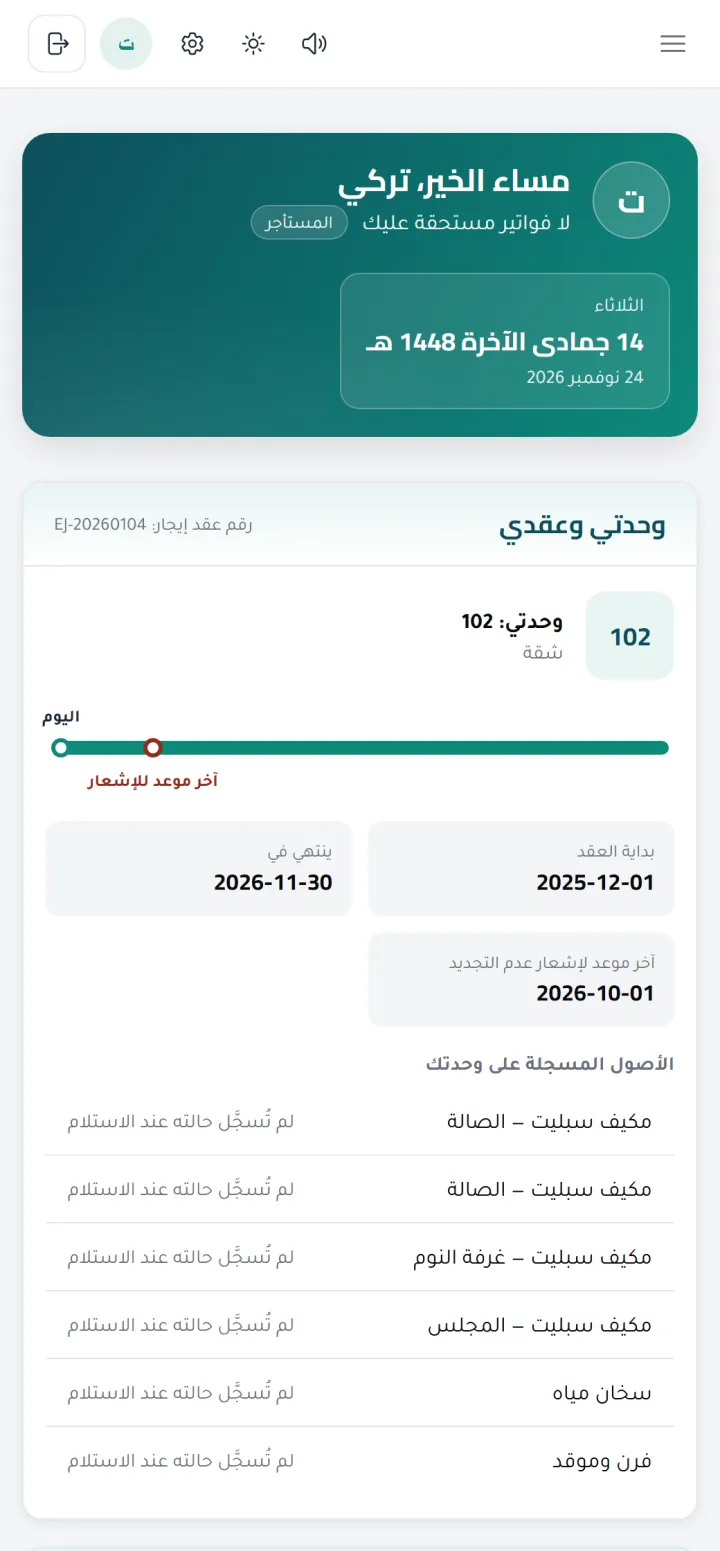 ت
مساء الخير، تركي
لا فواتير مستحقة عليك المستأجر
ت
الثلاثاء
14 جمادى الآخرة 1448 هـ
24 نوفمبر 2026
وحدتي وعقدي
رقم عقد إيجار: EJ-20260104
102
وحدتي: 102
شقة
اليوم
آخر موعد للإشعار
بداية العقد
2025-12-01
ينتهي في
2026-11-30
آخر موعد لإشعار عدم التجديد
2026-10-01
الأصول المسجلة على وحدتك
مكيف سبليت – الصالة لم تُسجَّل حالته عند الاستلام
مكيف سبليت – الصالة لم تُسجَّل حالته عند الاستلام
مكيف سبليت – غرفة النوم لم تُسجَّل حالته عند الاستلام
مكيف سبليت – المجلس لم تُسجَّل حالته عند الاستلام
سخان مياه لم تُسجَّل حالته عند الاستلام
فرن وموقد لم تُسجَّل حالته عند الاستلام